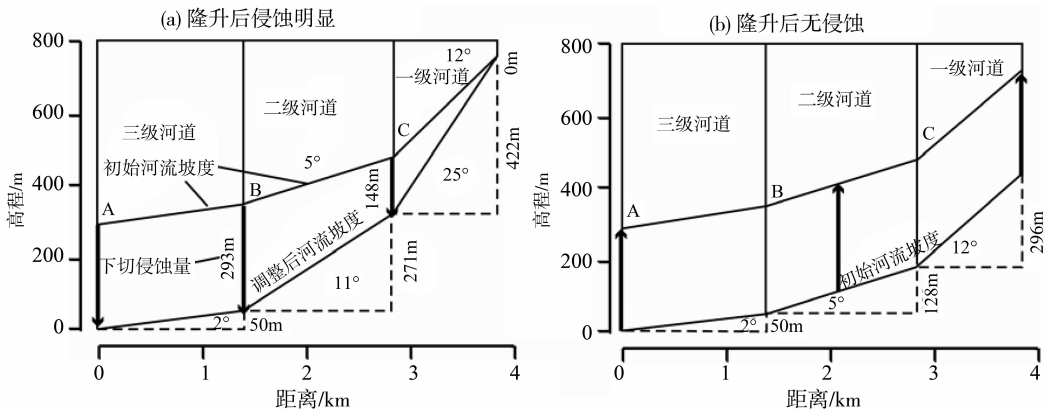 (a) 隆升后侵蚀明显
800
600
400
200
0
高程/m
12°
0m
一级河道
二级河道
三级河道
初始河流坡度
5°
C
B
A
148m
25°
422m
下切侵蚀量
293m
调整后河流坡度
271m
11°
2°
50m
0
1
2
3
4
距离/km
(b) 隆升后无侵蚀
800
600
400
200
0
高程/m
一级河道
二级河道
三级河道
C
B
A
初始河流坡度
12°
296m
5°
128m
2°
50m
0
1
2
3
4
距离/km